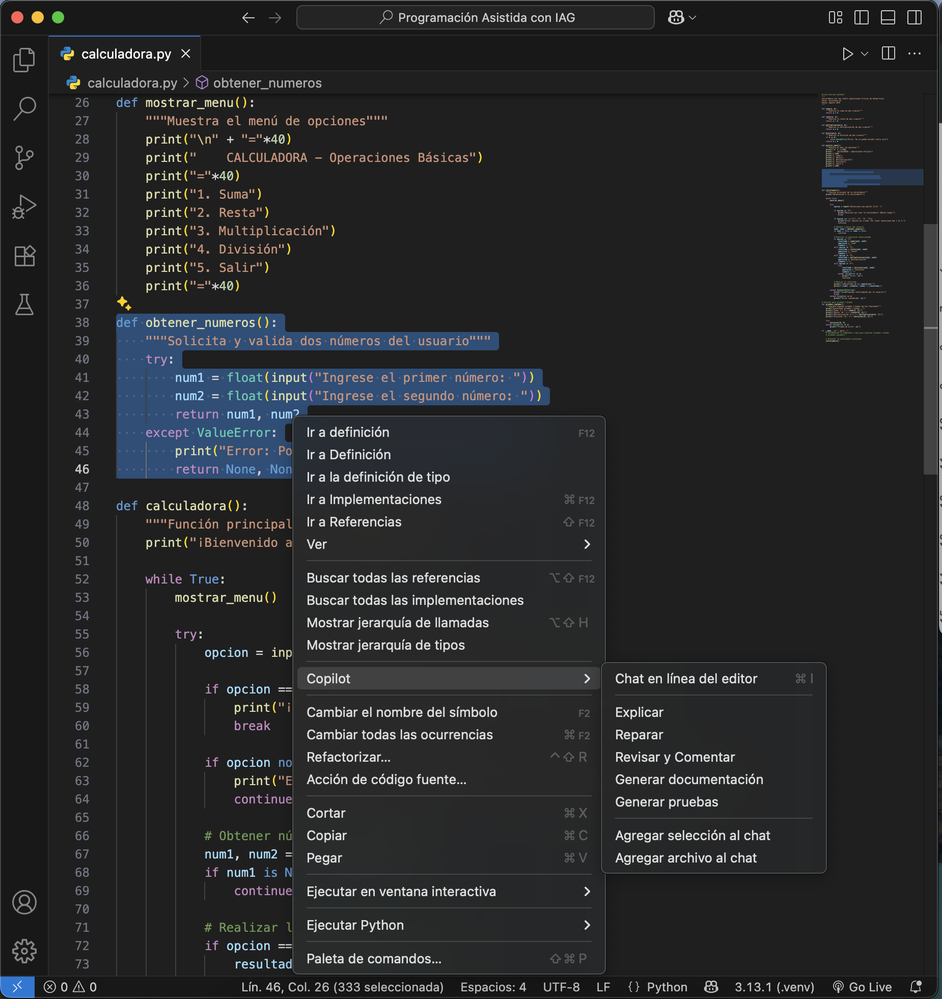 Programación Asistida con IAG
calculadora.py
calculadora.py > obtener_numeros
26 def mostrar_menu():
27 """Muestra el menú de opciones"""
28 print("\n" + "="*40)
29 print("    CALCULADORA - Operaciones Básicas")
30 print("="*40)
31 print("1. Suma")
32 print("2. Resta")
33 print("3. Multiplicación")
34 print("4. División")
35 print("5. Salir")
36 print("="*40)
37
38 def obtener_numeros():
39 """Solicita y valida dos números del usuario"""
40 try:
41 num1 = float(input("Ingrese el primer número: "))
42 num2 = float(input("Ingrese el segundo número: "))
43 return num1, num2
44 except ValueError:
45 print("Error: Po
46 return None, Non
47
48 def calculadora():
49 """Función principal
50 print("¡Bienvenido a
51
52 while True:
53 mostrar_menu()
54
55 try:
56 opcion = inp
57
58 if opcion ==
59 print("¡
60 break
61
62 if opcion no
63 print("E
64 continue
65
66 # Obtener nú
67 num1, num2 =
68 if num1 is N
69 continue
70
71 # Realizar l
72 if opcion ==
73 resultad
Ir a definición F12
Ir a Definición
Ir a la definición de tipo
Ir a Implementaciones ⌘ F12
Ir a Referencias ⇧ F12
Ver
Buscar todas las referencias ⌥⇧ F12
Buscar todas las implementaciones
Mostrar jerarquía de llamadas ⌥⇧ H
Mostrar jerarquía de tipos
Copilot
Cambiar el nombre del símbolo F2
Cambiar todas las ocurrencias ⌘ F2
Refactorizar... ^⇧ R
Acción de código fuente...
Cortar ⌘ X
Copiar ⌘ C
Pegar ⌘ V
Ejecutar en ventana interactiva
Ejecutar Python
Paleta de comandos... ⇧⌘ P
Chat en línea del editor ⌘ I
Explicar
Reparar
Revisar y Comentar
Generar documentación
Generar pruebas
Agregar selección al chat
Agregar archivo al chat
0 0 Lín. 46, Col. 26 (333 seleccionada) Espacios: 4 UTF-8 LF {} Python 3.13.1 (.venv) Go Live